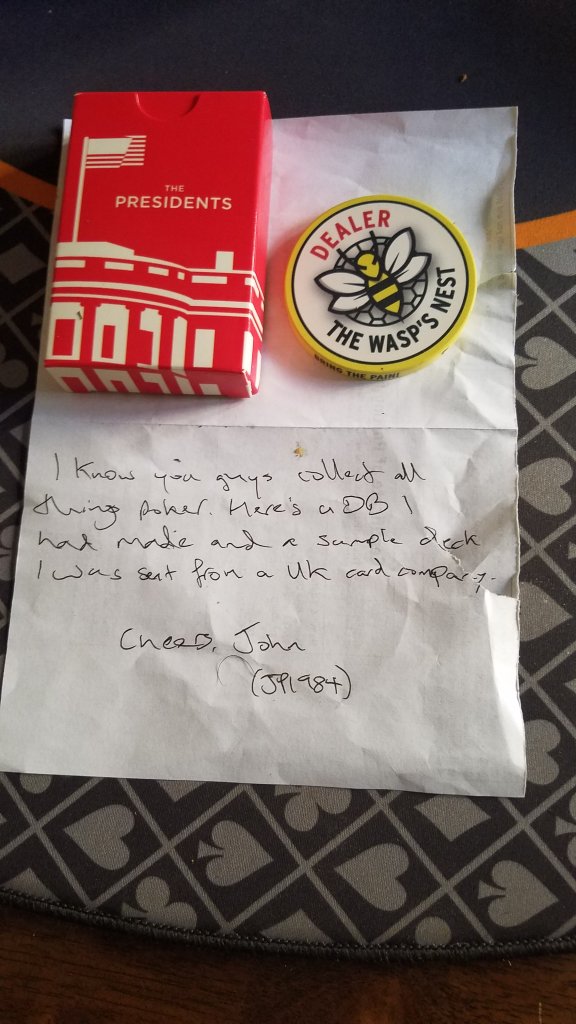 THE
PRESIDENTS
DEALER
THE WASP'S NEST
BRING THE PAIN!
I know you guys collect all
things poker. Here's a DB I
had made and a sample deck
I was sent from a UK card company.
Cheers, John
(JP1984)